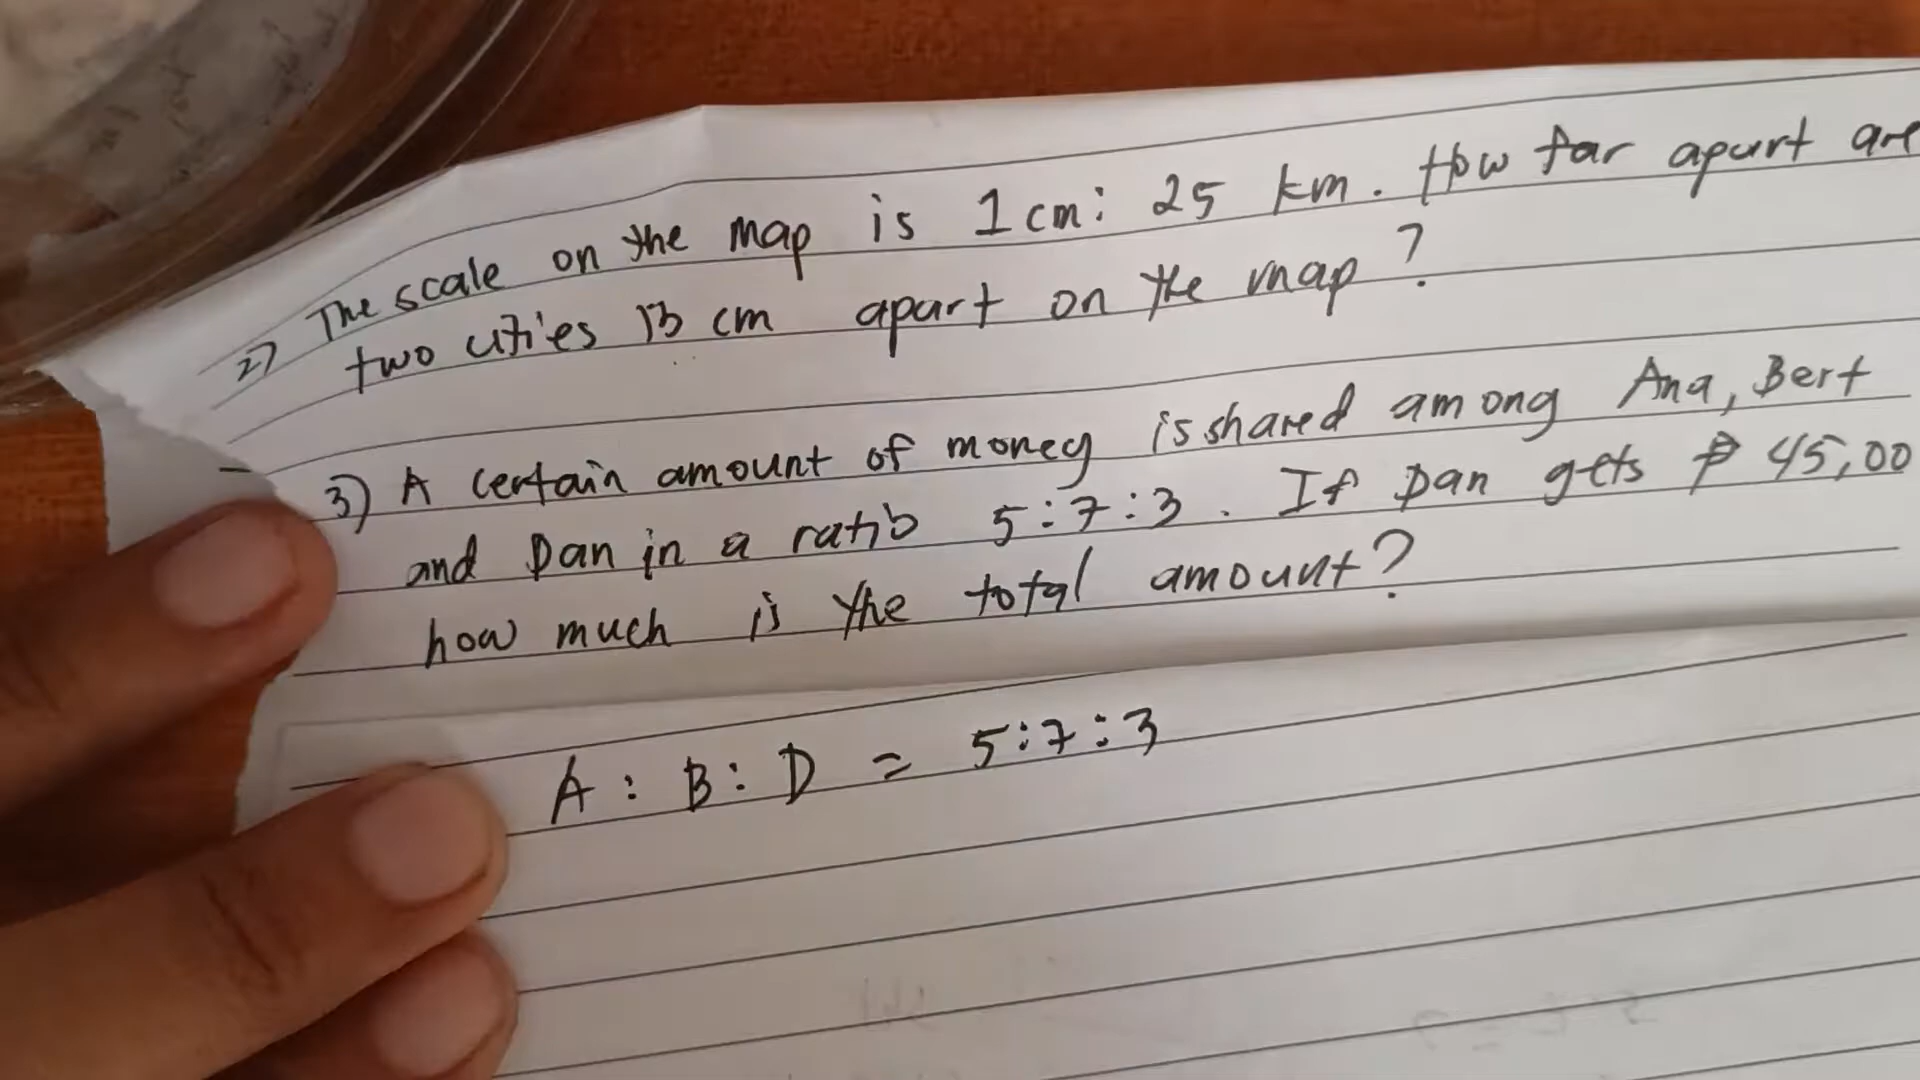 2) The scale on the map is 1cm: 25 km. How far apart are
two cities 13 cm apart on the map?
3) A certain amount of money is shared among Ana, Bert
and Dan in a ratio 5:7:3. If Dan gets ₱ 45,00
how much is the total amount?
A : B : D = 5:7:3